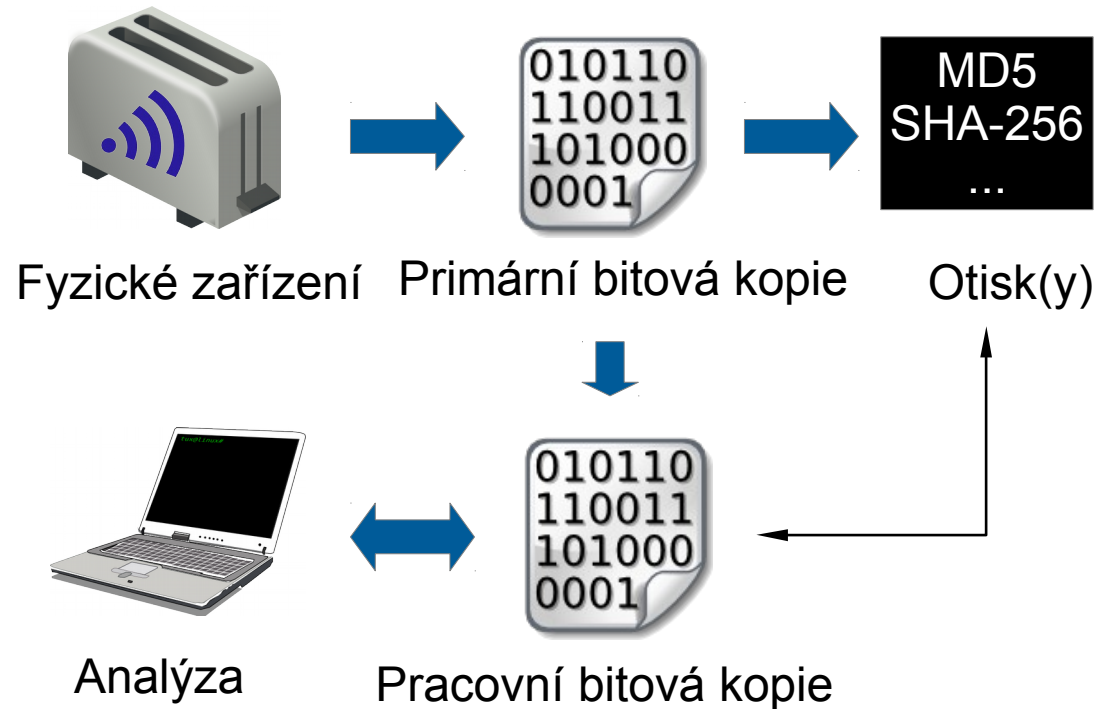 010110
110011
101000
0001
MD5
SHA-256
...
Fyzické zařízení
Primární bitová kopie
Otisk(y)
010110
110011
101000
0001
Analýza
Pracovní bitová kopie